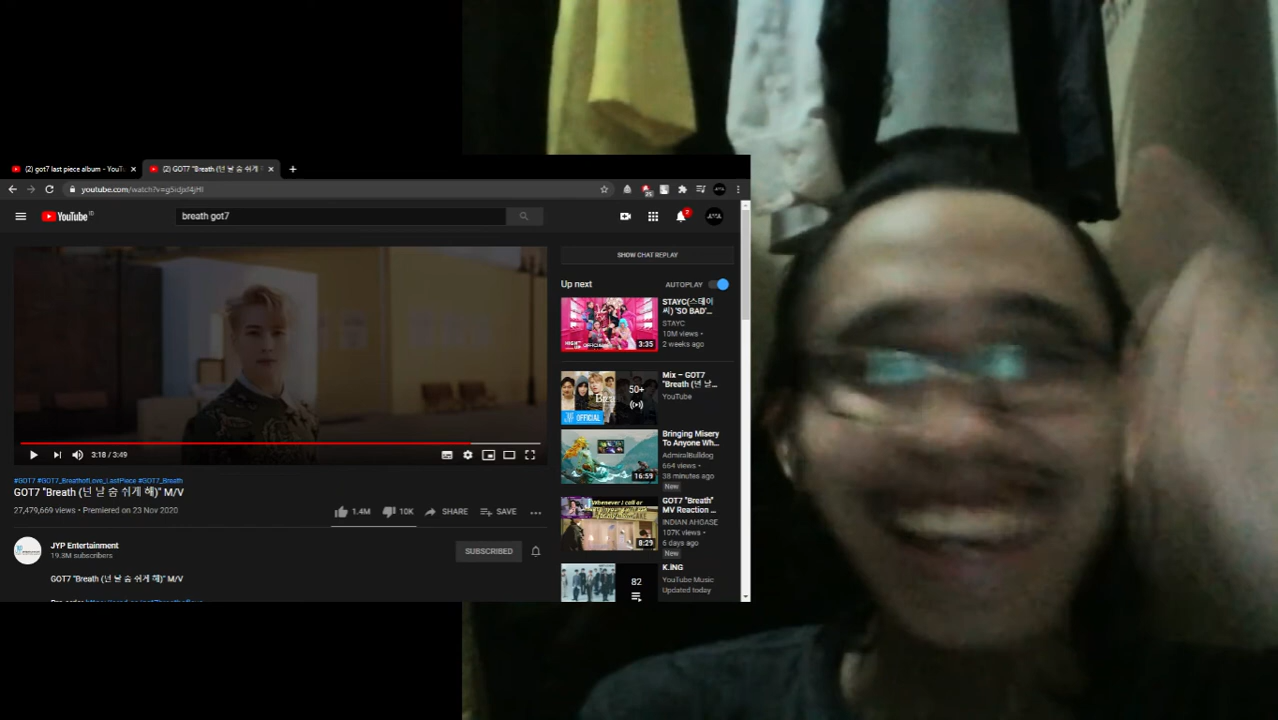 (2) got7 last piece album - YouTu
(2) GOT7 "Breath (넌 날 숨 쉬게
YouTube
breath got7
2
3:18 / 3:49
#GOT7 #GOT7_BreathofLove_LastPiece #GOT7_Breath
GOT7 "Breath (넌 날 숨 쉬게 해)" M/V
27,479,669 views • Premiered on 23 Nov 2020
1.4M
10K
SHARE
SAVE
JYP Entertainment
19.3M subscribers
SUBSCRIBED
GOT7 "Breath (넌 날 숨 쉬게 해)" M/V
SHOW CHAT REPLAY
Up next
AUTOPLAY
3:35
STAYC(스테이
씨) 'SO BAD'...
STAYC
10M views •
2 weeks ago
50+
OFFICIAL
Mix – GOT7
"Breath (넌 날...
YouTube
16:59
Bringing Misery
To Anyone Wh...
AdmiralBulldog
664 views •
38 minutes ago
New
Whenever I call or
8:29
GOT7 "Breath"
MV Reaction ...
INDIAN AHGASE
107K views •
6 days ago
New
82
K.ING
YouTube Music
Updated today